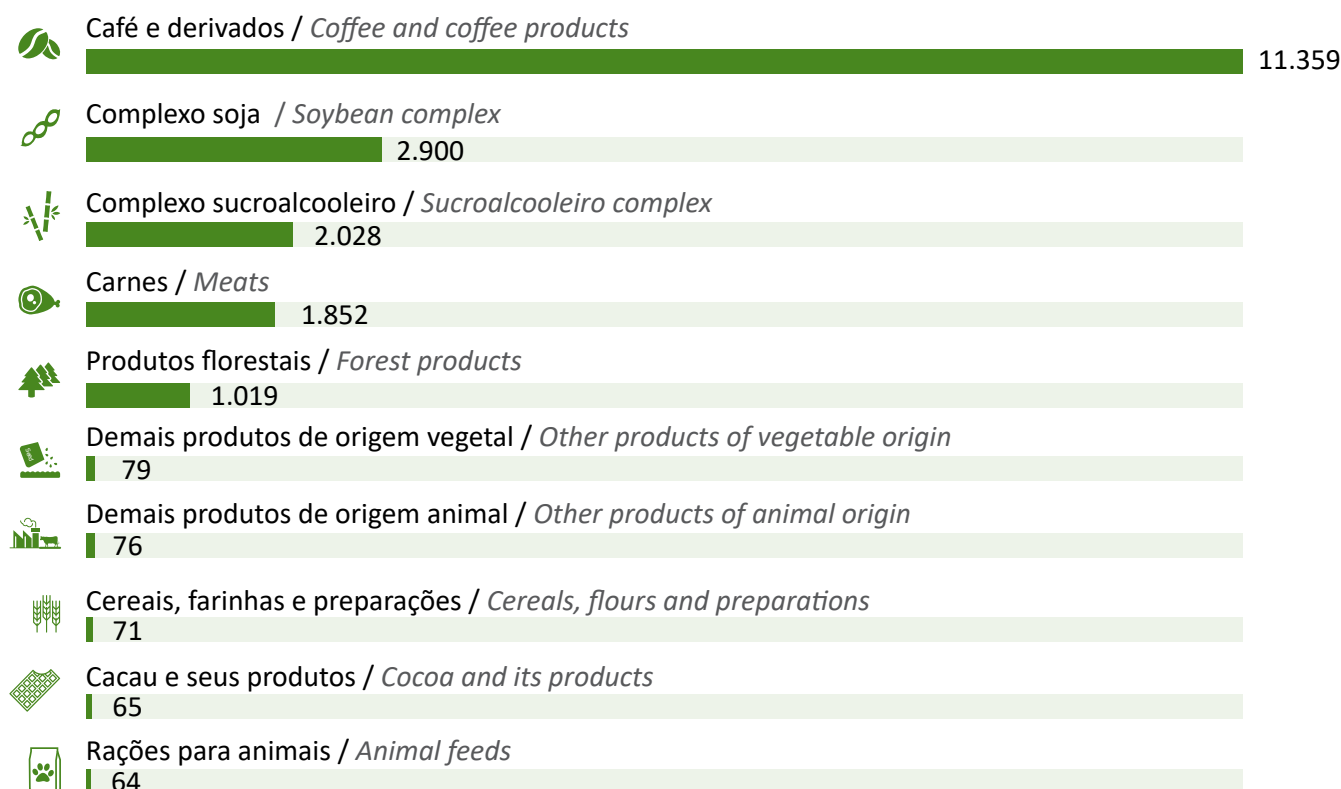 Café e derivados / Coffee and coffee products
11.359
Complexo soja / Soybean complex
2.900
Complexo sucroalcooleiro / Sucroalcooleiro complex
2.028
Carnes / Meats
1.852
Produtos florestais / Forest products
1.019
Demais produtos de origem vegetal / Other products of vegetable origin
79
Demais produtos de origem animal / Other products of animal origin
76
Cereais, farinhas e preparações / Cereals, flours and preparations
71
Cacau e seus produtos / Cocoa and its products
65
Rações para animais / Animal feeds
64